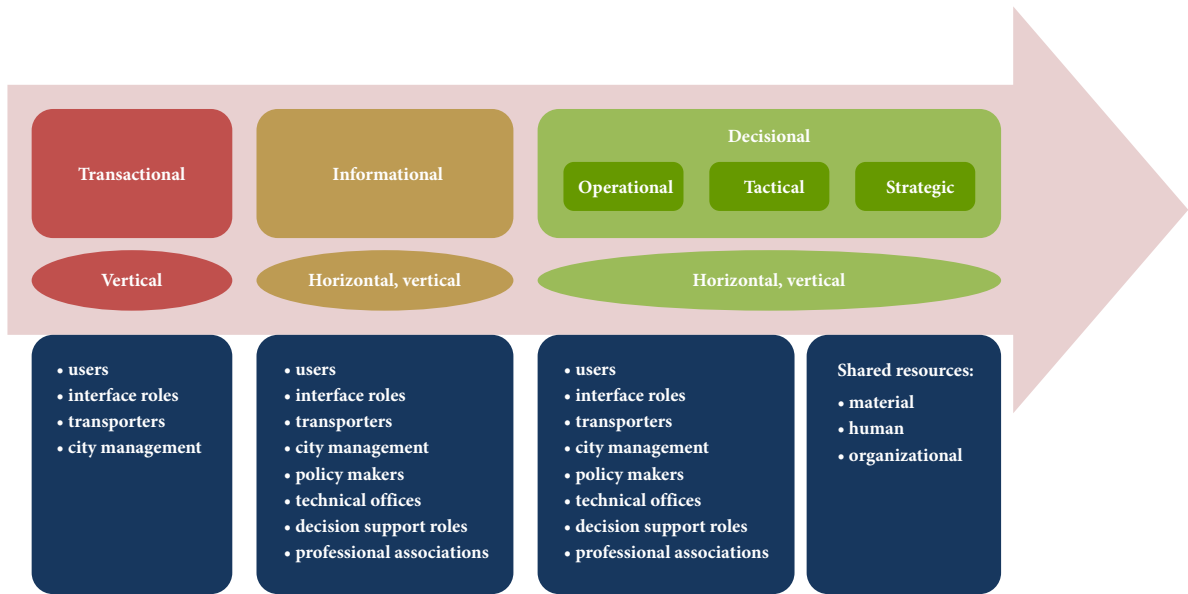 Transactional
Informational
Decisional
Operational
Tactical
Strategic
Vertical
Horizontal, vertical
Horizontal, vertical
• users
• interface roles
• transporters
• city management
• users
• interface roles
• transporters
• city management
• policy makers
• technical offices
• decision support roles
• professional associations
• users
• interface roles
• transporters
• city management
• policy makers
• technical offices
• decision support roles
• professional associations
Shared resources:
• material
• human
• organizational